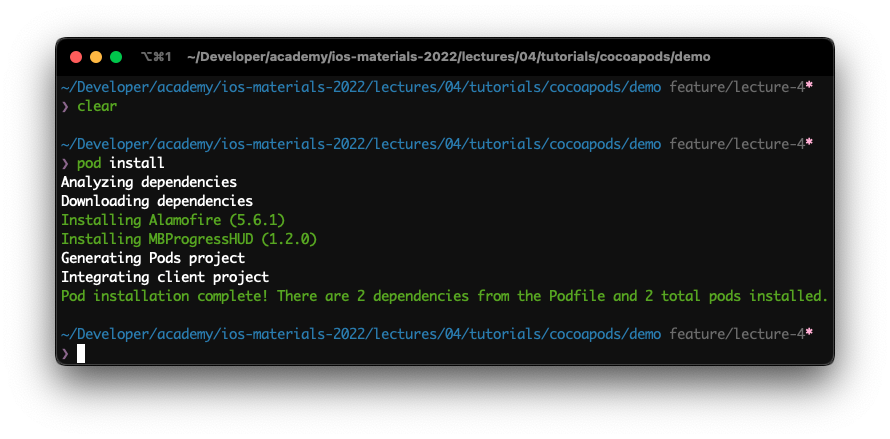 ⌥⌘1 ~/Developer/academy/ios-materials-2022/lectures/04/tutorials/cocoapods/demo
~/Developer/academy/ios-materials-2022/lectures/04/tutorials/cocoapods/demo feature/lecture-4*
❯ clear
~/Developer/academy/ios-materials-2022/lectures/04/tutorials/cocoapods/demo feature/lecture-4*
❯ pod install
Analyzing dependencies
Downloading dependencies
Installing Alamofire (5.6.1)
Installing MBProgressHUD (1.2.0)
Generating Pods project
Integrating client project
Pod installation complete! There are 2 dependencies from the Podfile and 2 total pods installed.
~/Developer/academy/ios-materials-2022/lectures/04/tutorials/cocoapods/demo feature/lecture-4*
❯